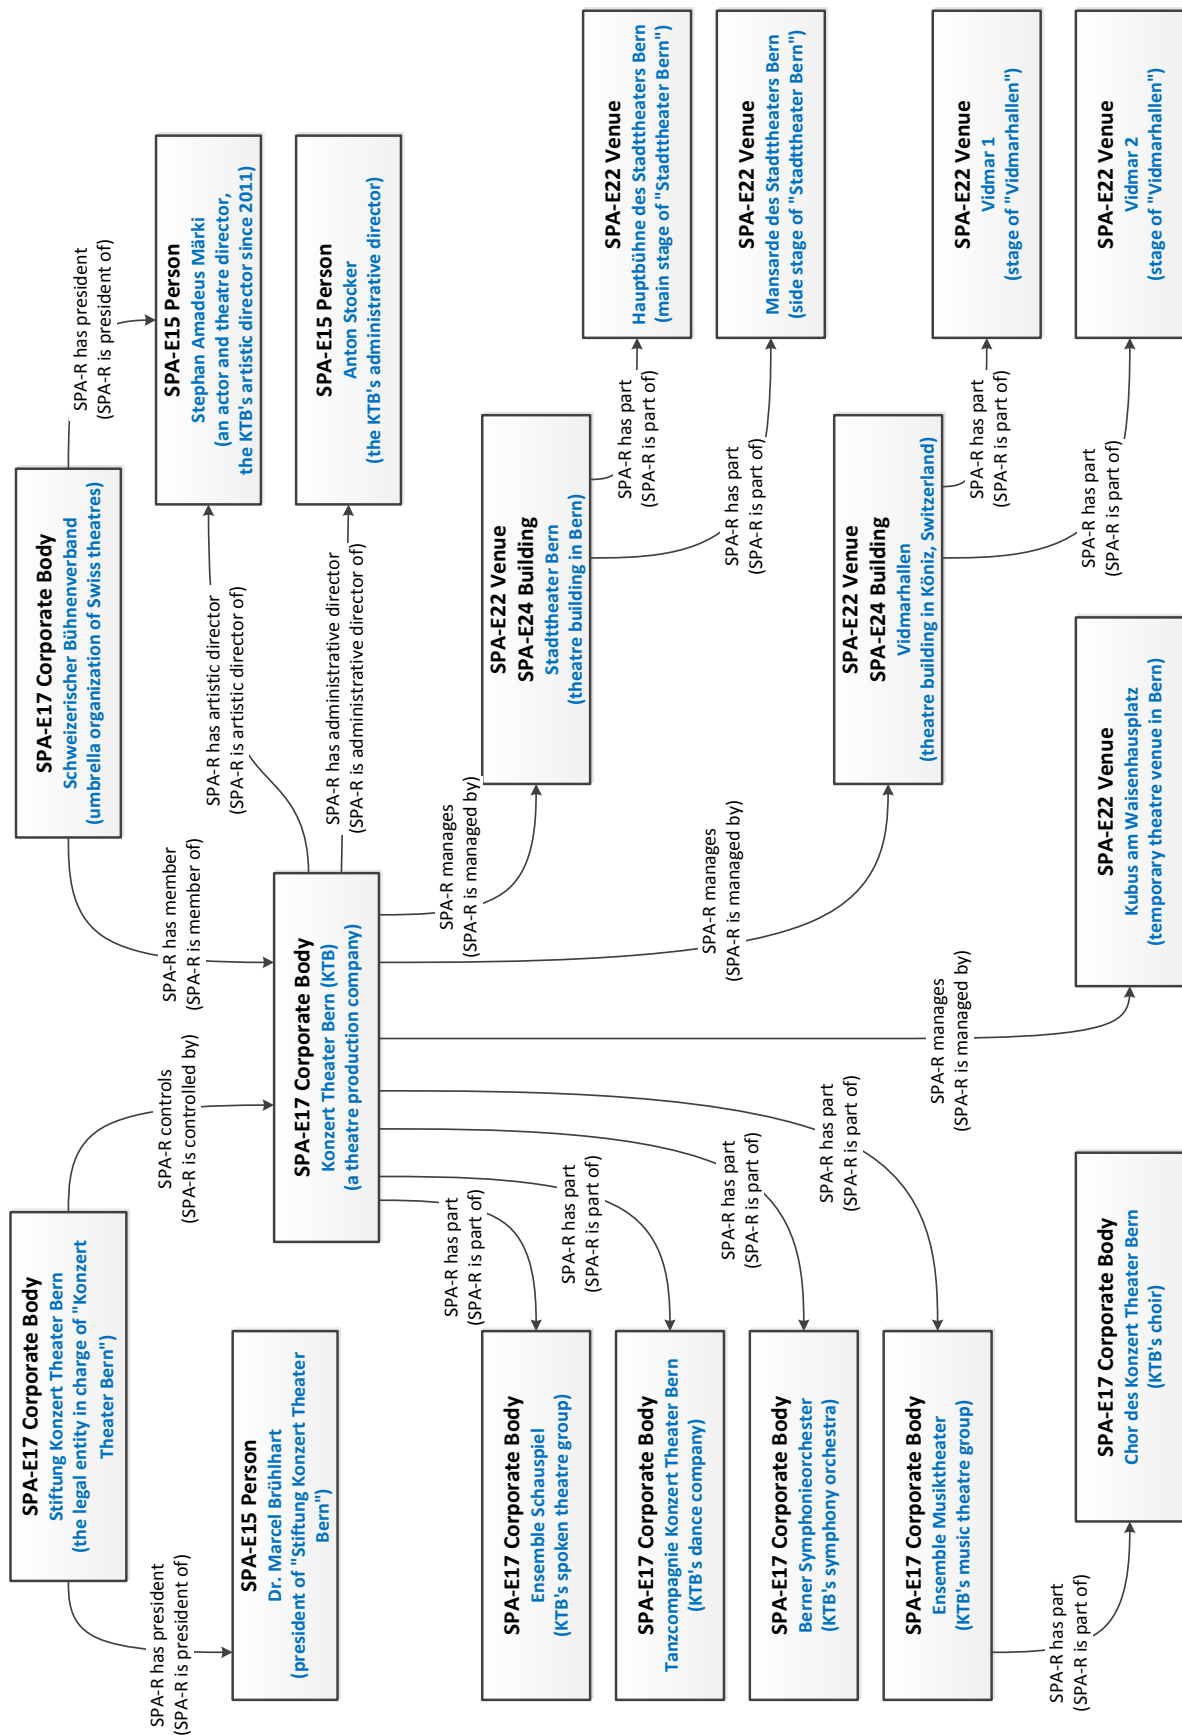 SPA-E17 Corporate Body
Stiftung Konzert Theater Bern
(the legal entity in charge of "Konzert
Theater Bern")
SPA-E17 Corporate Body
Schweizerischer Bühnenverband
(umbrella organization of Swiss theatres)
SPA-R has president
(SPA-R is president of)
SPA-R controls
(SPA-R is controlled by)
SPA-R has member
(SPA-R is member of)
SPA-R has president
(SPA-R is president of)
SPA-E15 Person
Dr. Marcel Brühlhart
(president of "Stiftung Konzert Theater
Bern")
SPA-E17 Corporate Body
Konzert Theater Bern (KTB)
(a theatre production company)
SPA-R has artistic director
(SPA-R is artistic director of)
SPA-E15 Person
Stephan Amadeus Märki
(an actor and theatre director,
the KTB's artistic director since 2011)
SPA-R has administrative director
(SPA-R is administrative director of)
SPA-E15 Person
Anton Stocker
(the KTB's administrative director)
SPA-R has part
(SPA-R is part of)
SPA-R manages
(SPA-R is managed by)
SPA-E17 Corporate Body
Ensemble Schauspiel
(KTB's spoken theatre group)
SPA-E22 Venue
SPA-E24 Building
Stadttheater Bern
(theatre building in Bern)
SPA-R has part
(SPA-R is part of)
SPA-E22 Venue
Hauptbühne des Stadttheaters Bern
(main stage of "Stadttheater Bern")
SPA-R has part
(SPA-R is part of)
SPA-E17 Corporate Body
Tanzcompagnie Konzert Theater Bern
(KTB's dance company)
SPA-R has part
(SPA-R is part of)
SPA-E22 Venue
Mansarde des Stadttheaters Bern
(side stage of "Stadttheater Bern")
SPA-R has part
(SPA-R is part of)
SPA-R manages
(SPA-R is managed by)
SPA-E17 Corporate Body
Berner Symphonieorchester
(KTB's symphony orchestra)
SPA-R has part
(SPA-R is part of)
SPA-E17 Corporate Body
Ensemble Musiktheater
(KTB's music theatre group)
SPA-E22 Venue
SPA-E24 Building
Vidmarhallen
(theatre building in Köniz, Switzerland)
SPA-R has part
(SPA-R is part of)
SPA-E22 Venue
Vidmar 1
(stage of "Vidmarhallen")
SPA-R manages
(SPA-R is managed by)
SPA-R has part
(SPA-R is part of)
SPA-R has part
(SPA-R is part of)
SPA-E17 Corporate Body
Chor des Konzert Theater Bern
(KTB's choir)
SPA-E22 Venue
Kubus am Waisenhausplatz
(temporary theatre venue in Bern)
SPA-E22 Venue
Vidmar 2
(stage of "Vidmarhallen")